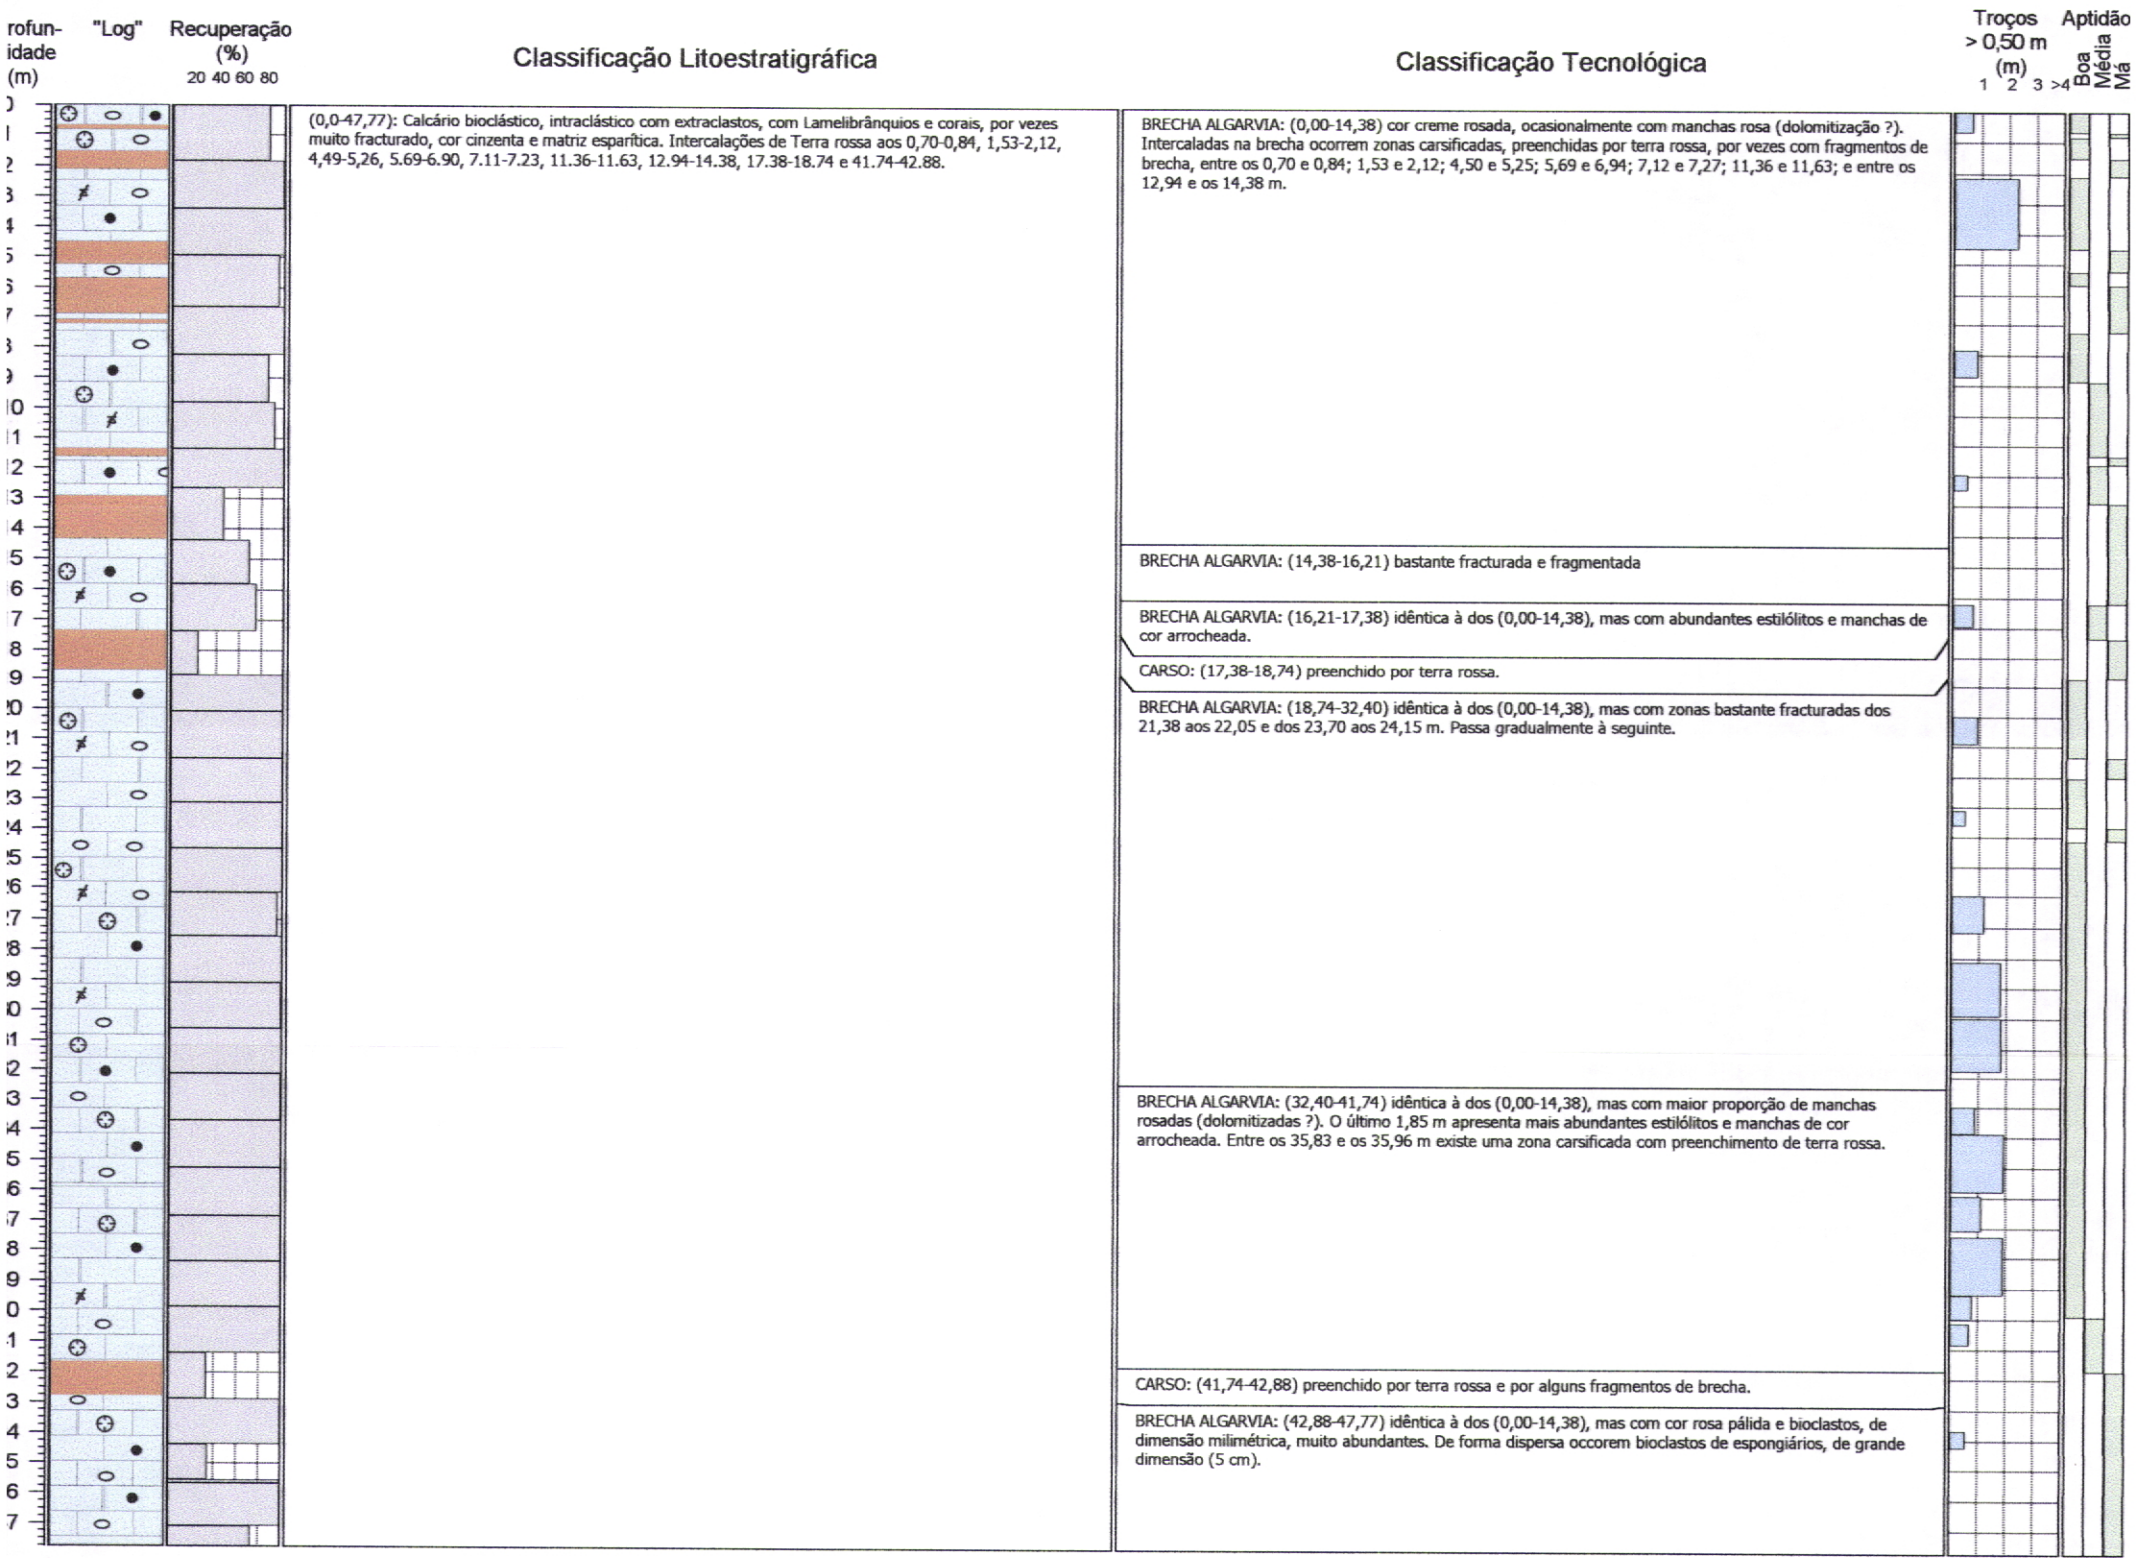 rofun- "Log" Recuperação Troços Aptidão
idade (%) Classificação Litoestratigráfica Classificação Tecnológica > 0,50 m Boa Média Má
(m) 20 40 60 80 (m)
1 2 3 >4
(0,0-47,77): Calcário bioclástico, intraclástico com extraclastos, com Lamelibrânquios e corais, por vezes
muito fracturado, cor cinzenta e matriz esparítica. Intercalações de Terra rossa aos 0,70-0,84, 1,53-2,12,
4,49-5,26, 5.69-6.90, 7.11-7.23, 11.36-11.63, 12.94-14.38, 17.38-18.74 e 41.74-42.88.
BRECHA ALGARVIA: (0,00-14,38) cor creme rosada, ocasionalmente com manchas rosa (dolomitização ?).
Intercaladas na brecha ocorrem zonas carsificadas, preenchidas por terra rossa, por vezes com fragmentos de
brecha, entre os 0,70 e 0,84; 1,53 e 2,12; 4,50 e 5,25; 5,69 e 6,94; 7,12 e 7,27; 11,36 e 11,63; e entre os
12,94 e os 14,38 m.
BRECHA ALGARVIA: (14,38-16,21) bastante fracturada e fragmentada
BRECHA ALGARVIA: (16,21-17,38) idêntica à dos (0,00-14,38), mas com abundantes estilólitos e manchas de
cor arrocheada.
CARSO: (17,38-18,74) preenchido por terra rossa.
BRECHA ALGARVIA: (18,74-32,40) idêntica à dos (0,00-14,38), mas com zonas bastante fracturadas dos
21,38 aos 22,05 e dos 23,70 aos 24,15 m. Passa gradualmente à seguinte.
BRECHA ALGARVIA: (32,40-41,74) idêntica à dos (0,00-14,38), mas com maior proporção de manchas
rosadas (dolomitizadas ?). O último 1,85 m apresenta mais abundantes estilólitos e manchas de cor
arrocheada. Entre os 35,83 e os 35,96 m existe uma zona carsificada com preenchimento de terra rossa.
CARSO: (41,74-42,88) preenchido por terra rossa e por alguns fragmentos de brecha.
BRECHA ALGARVIA: (42,88-47,77) idêntica à dos (0,00-14,38), mas com cor rosa pálida e bioclastos, de
dimensão milimétrica, muito abundantes. De forma dispersa occorem bioclastos de espongiários, de grande
dimensão (5 cm).